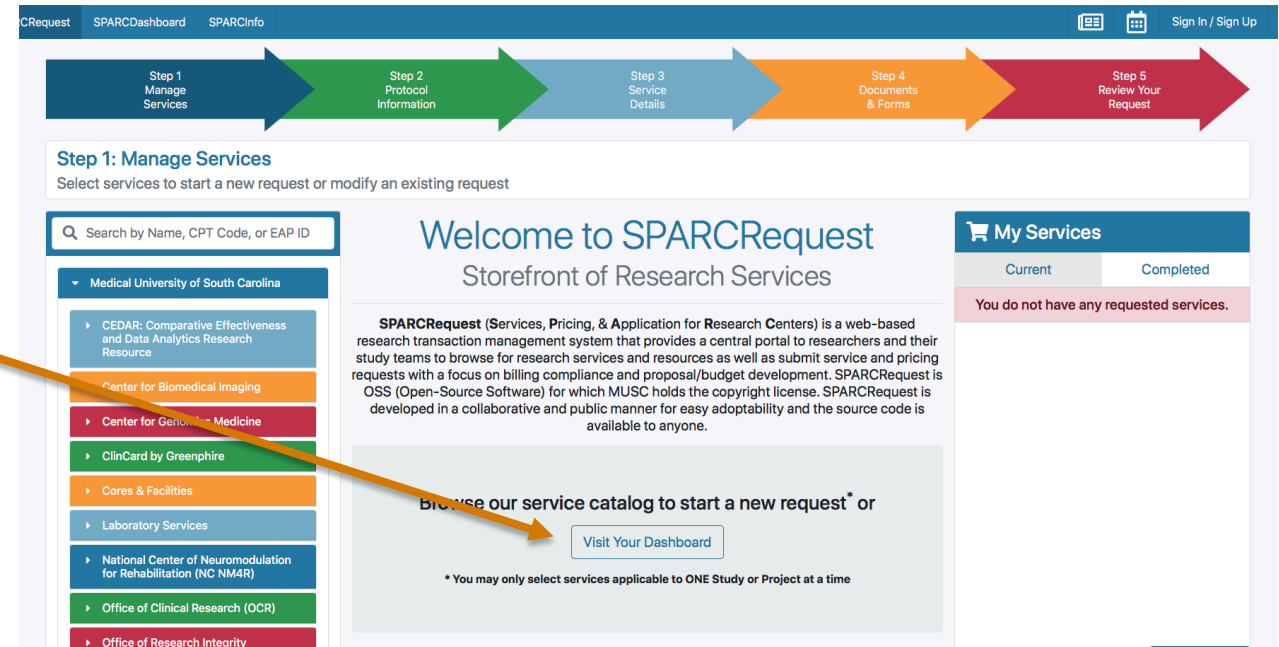 CRequest SPARCDashboard SPARCInfo Sign In / Sign Up
Step 1
Manage
Services
Step 2
Protocol
Information
Step 3
Service
Details
Step 4
Documents
& Forms
Step 5
Review Your
Request
Step 1: Manage Services
Select services to start a new request or modify an existing request
Search by Name, CPT Code, or EAP ID
Medical University of South Carolina
CEDAR: Comparative Effectiveness
and Data Analytics Research
Resource
Center for Biomedical Imaging
Center for Genomics Medicine
ClinCard by Greenphire
Cores & Facilities
Laboratory Services
National Center of Neuromodulation
for Rehabilitation (NC NM4R)
Office of Clinical Research (OCR)
Office of Research Integrity
Welcome to SPARCRequest
Storefront of Research Services
SPARCRequest (Services, Pricing, & Application for Research Centers) is a web-based
research transaction management system that provides a central portal to researchers and their
study teams to browse for research services and resources as well as submit service and pricing
requests with a focus on billing compliance and proposal/budget development. SPARCRequest is
OSS (Open-Source Software) for which MUSC holds the copyright license. SPARCRequest is
developed in a collaborative and public manner for easy adoptability and the source code is
available to anyone.
Browse our service catalog to start a new request* or
Visit Your Dashboard
* You may only select services applicable to ONE Study or Project at a time
My Services
Current Completed
You do not have any requested services.